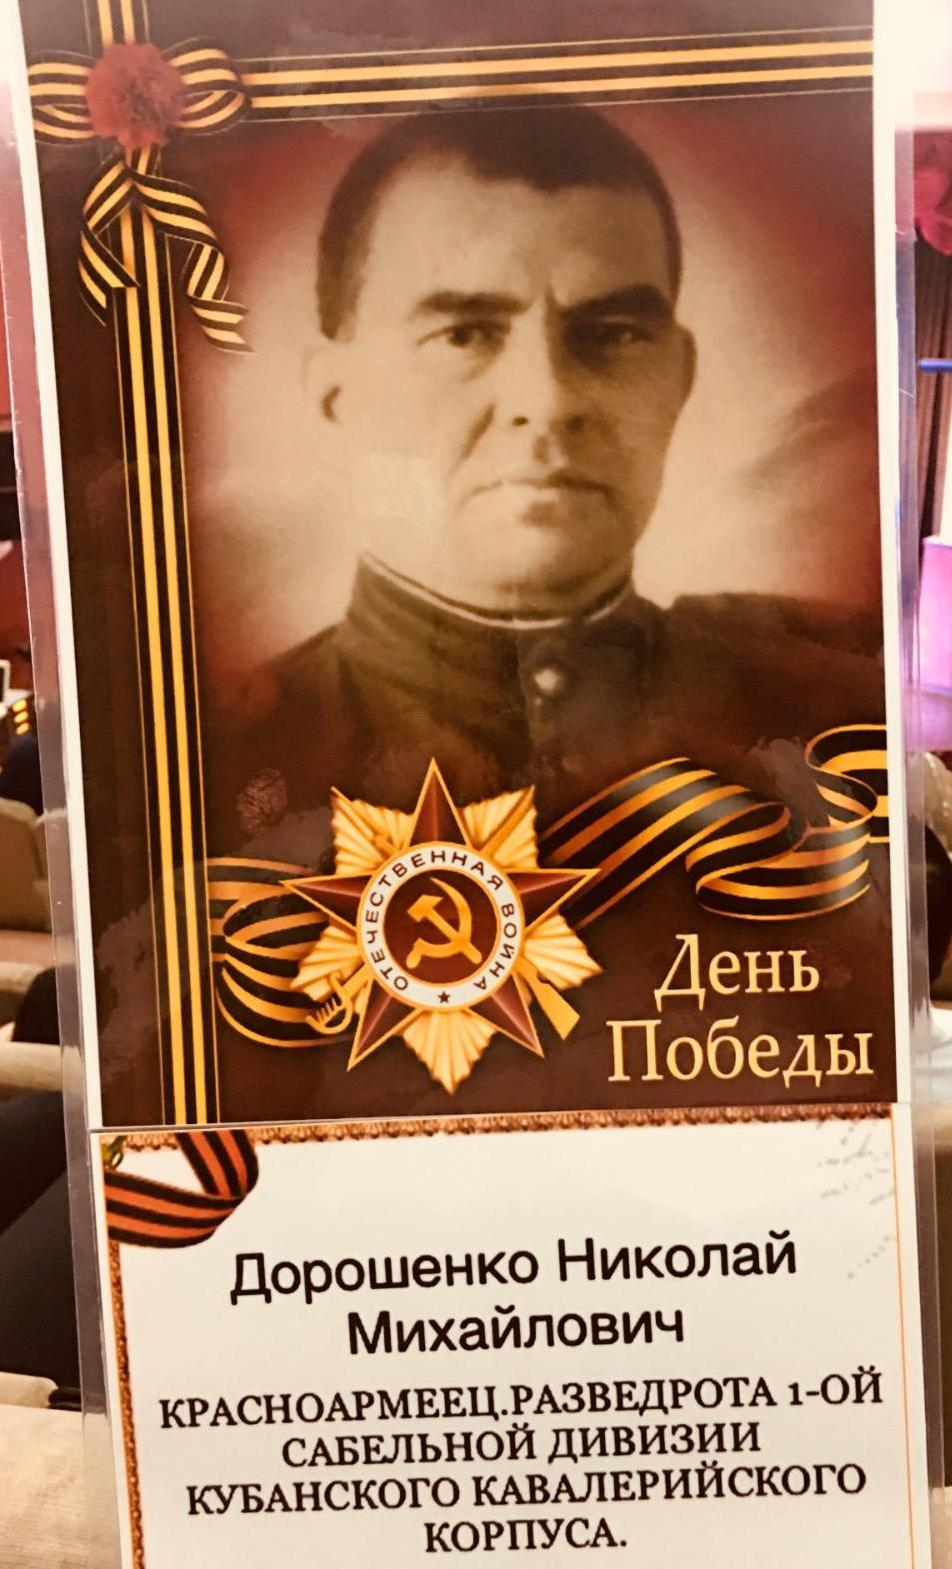 ОТЕЧЕСТВЕННАЯ ВОЙНА
День
Победы
Дорошенко Николай
Михайлович
КРАСНОАРМЕЕЦ.РАЗВЕДРОТА 1-ОЙ
САБЕЛЬНОЙ ДИВИЗИИ
КУБАНСКОГО КАВАЛЕРИЙСКОГО
КОРПУСА.